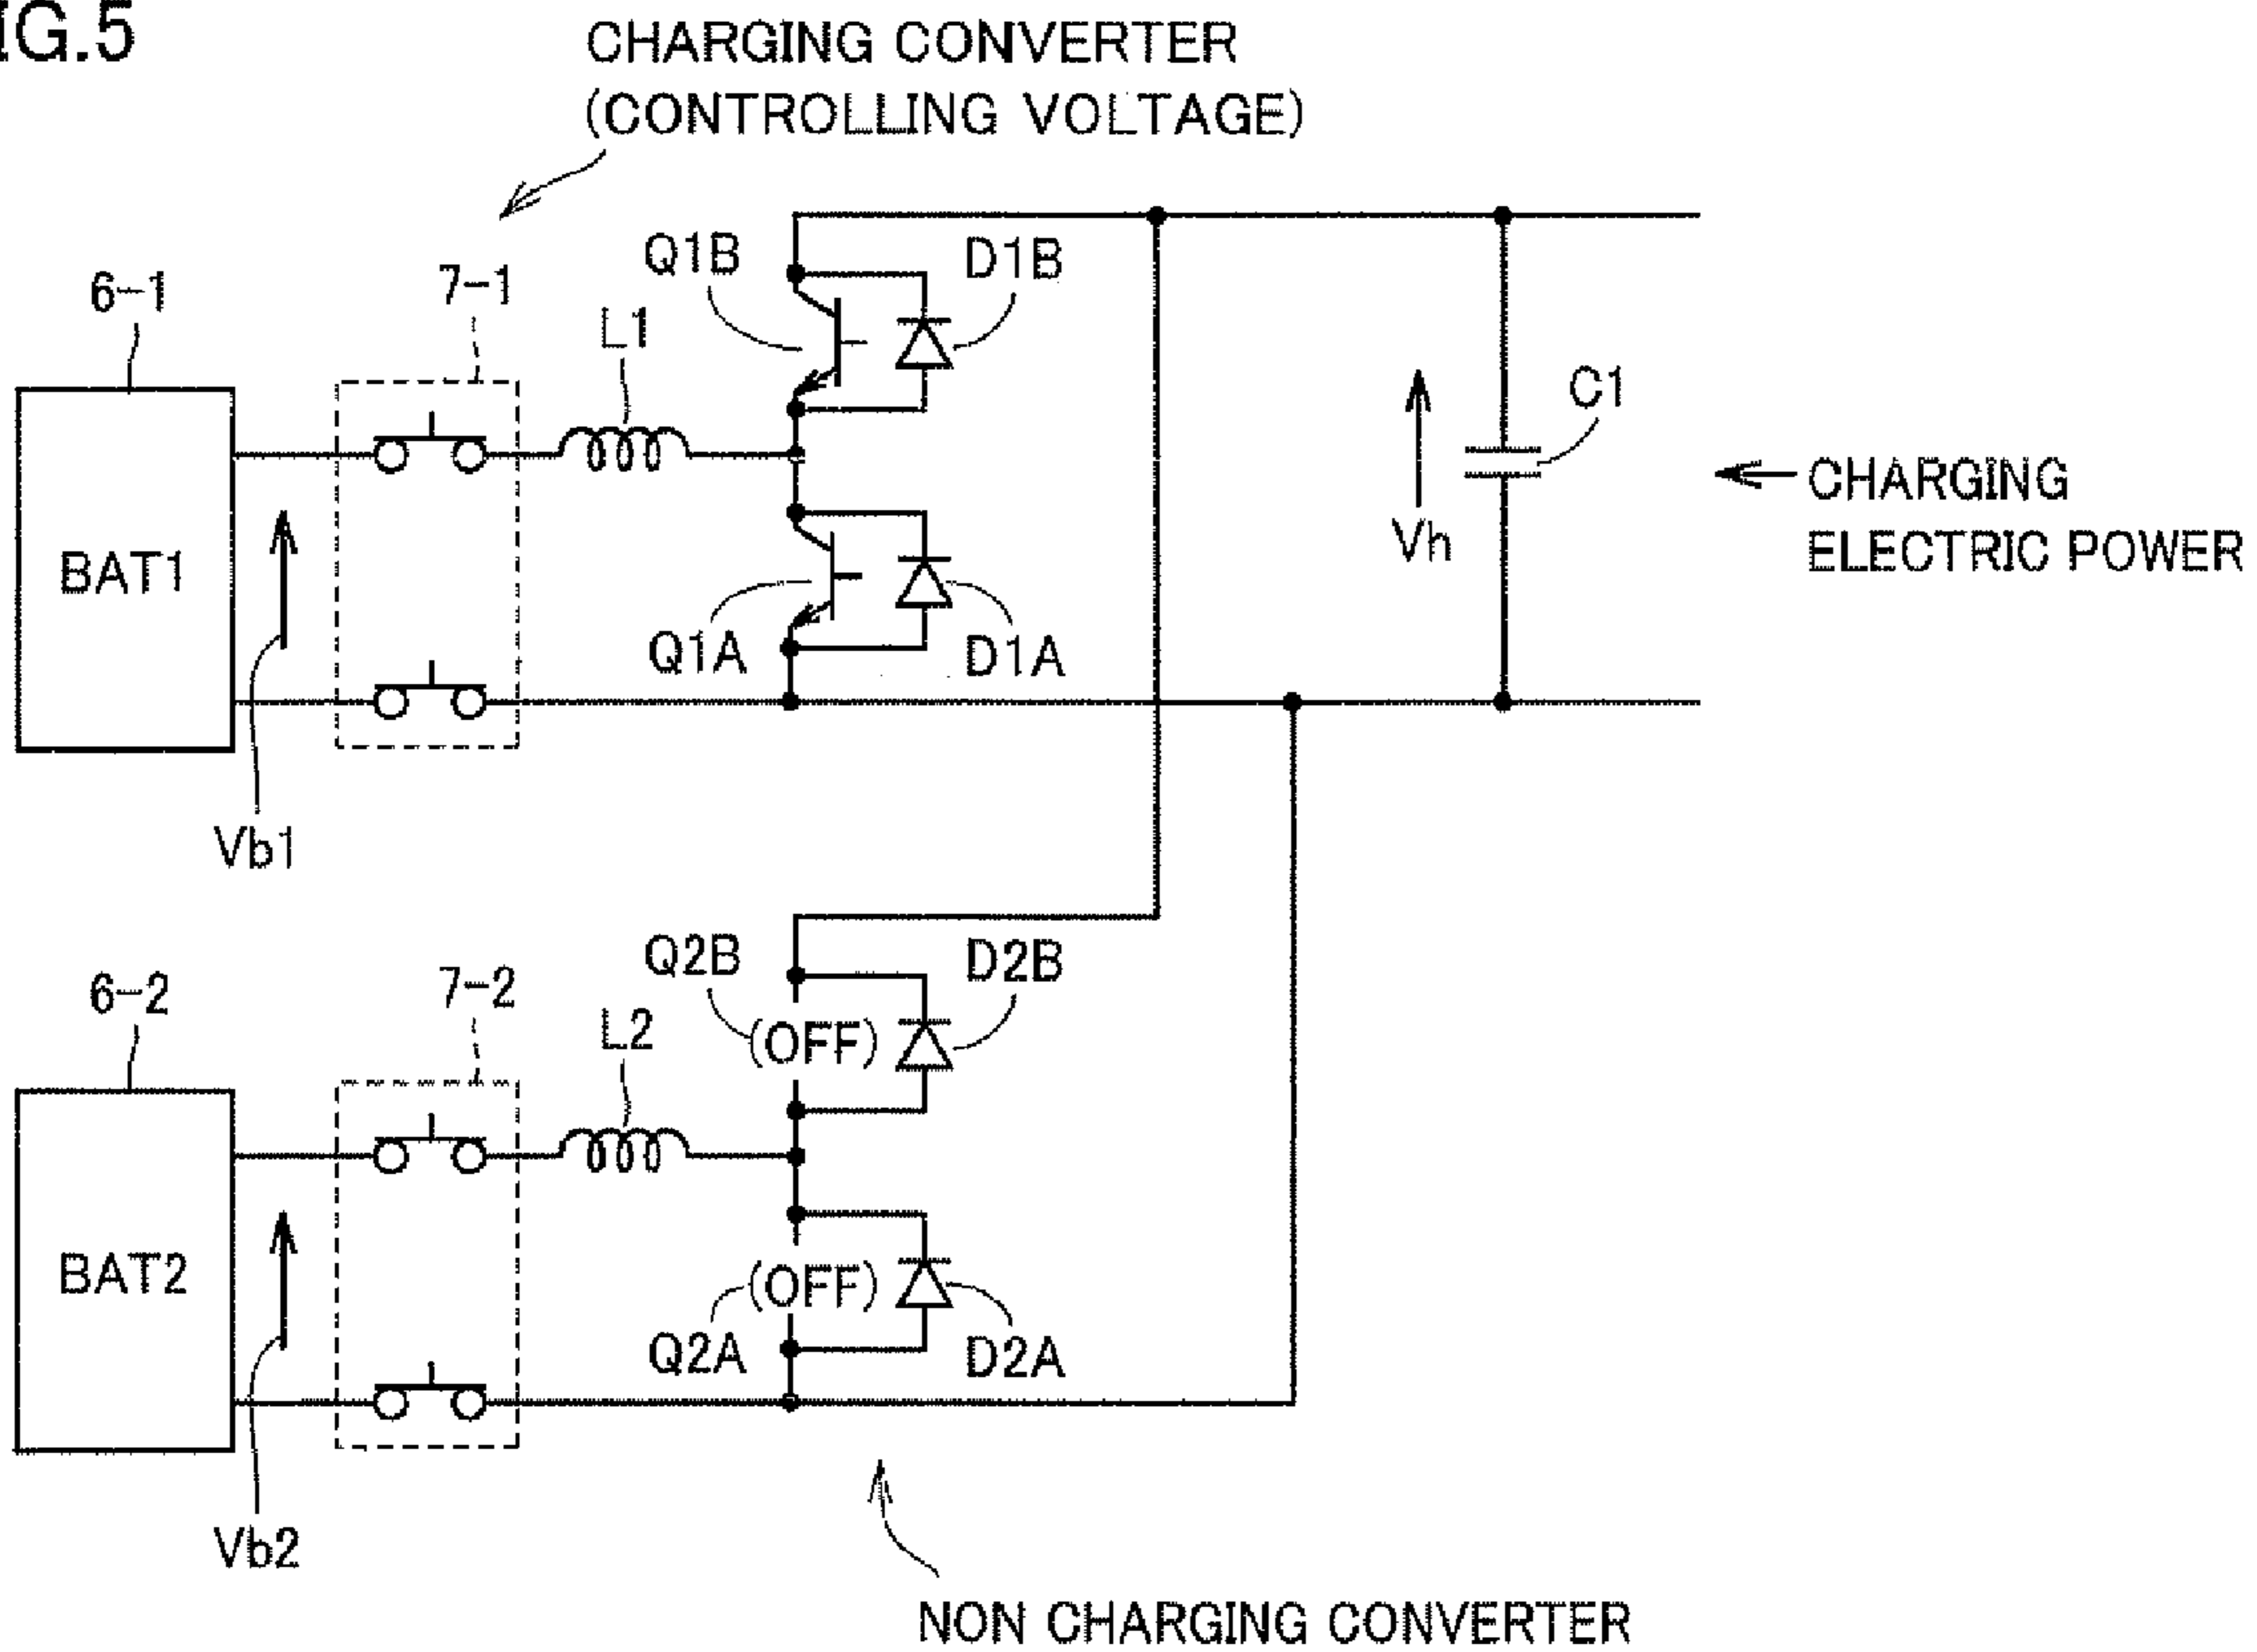 IG.5
CHARGING CONVERTER
(CONTROLLING VOLTAGE)
6-1
7-1
L1
Q1B
D1B
C1
BAT1
Vh
CHARGING
ELECTRIC POWER
Q1A
D1A
Vb1
6-2
7-2
L2
Q2B
D2B
(OFF)
BAT2
(OFF)
Q2A
D2A
Vb2
NON CHARGING CONVERTER